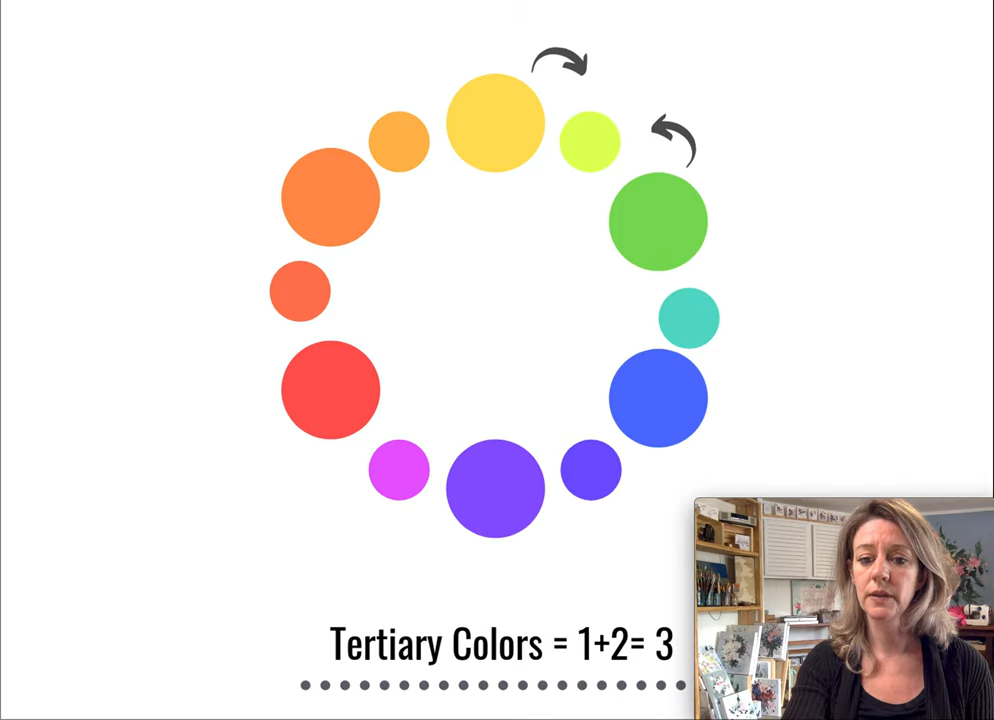 Tertiary Colors = 1+2= 3